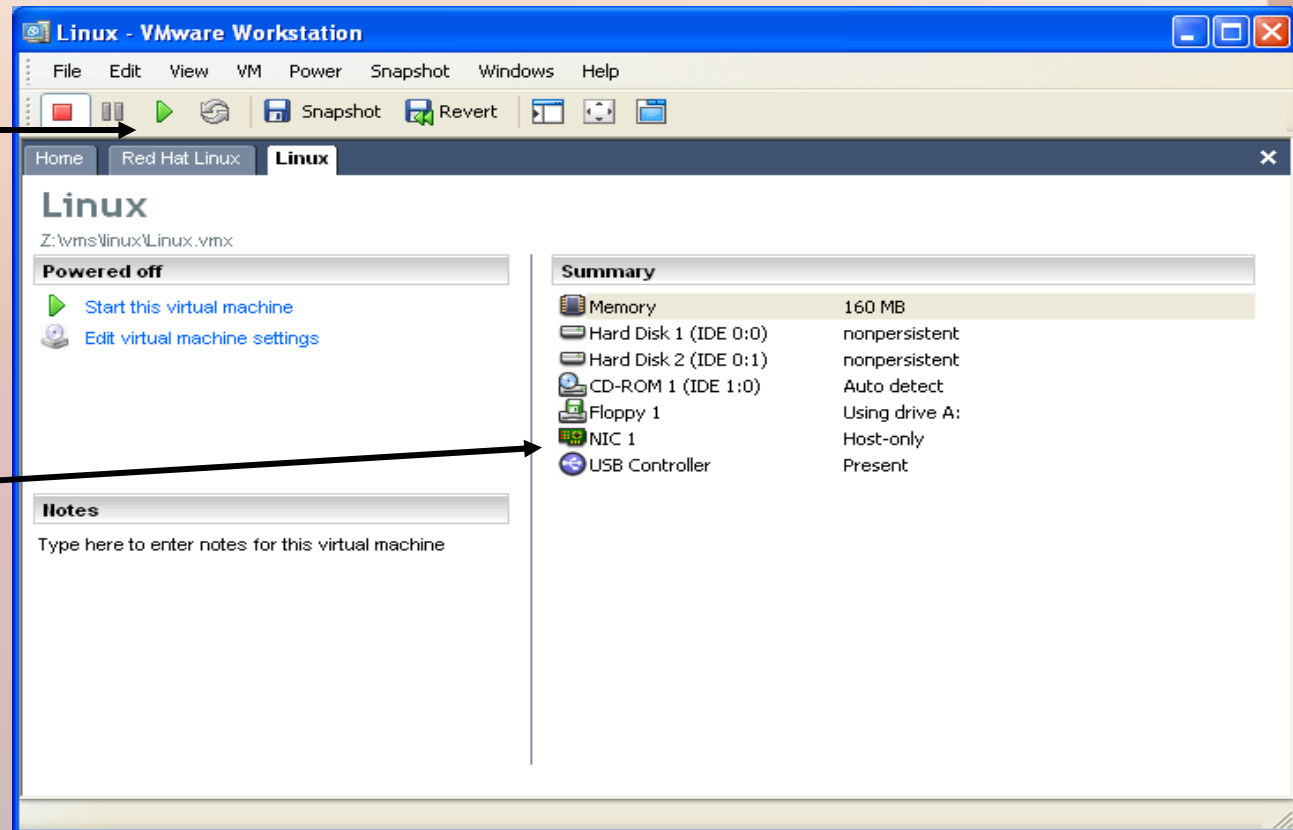 Linux - VMware Workstation
File Edit View VM Power Snapshot Windows Help
Snapshot Revert
Home Red Hat Linux Linux
Linux
Z:\vms\linux\Linux.vmx
Powered off
Start this virtual machine
Edit virtual machine settings
Notes
Type here to enter notes for this virtual machine
Summary
Memory 160 MB
Hard Disk 1 (IDE 0:0) nonpersistent
Hard Disk 2 (IDE 0:1) nonpersistent
CD-ROM 1 (IDE 1:0) Auto detect
Floppy 1 Using drive A:
NIC 1 Host-only
USB Controller Present